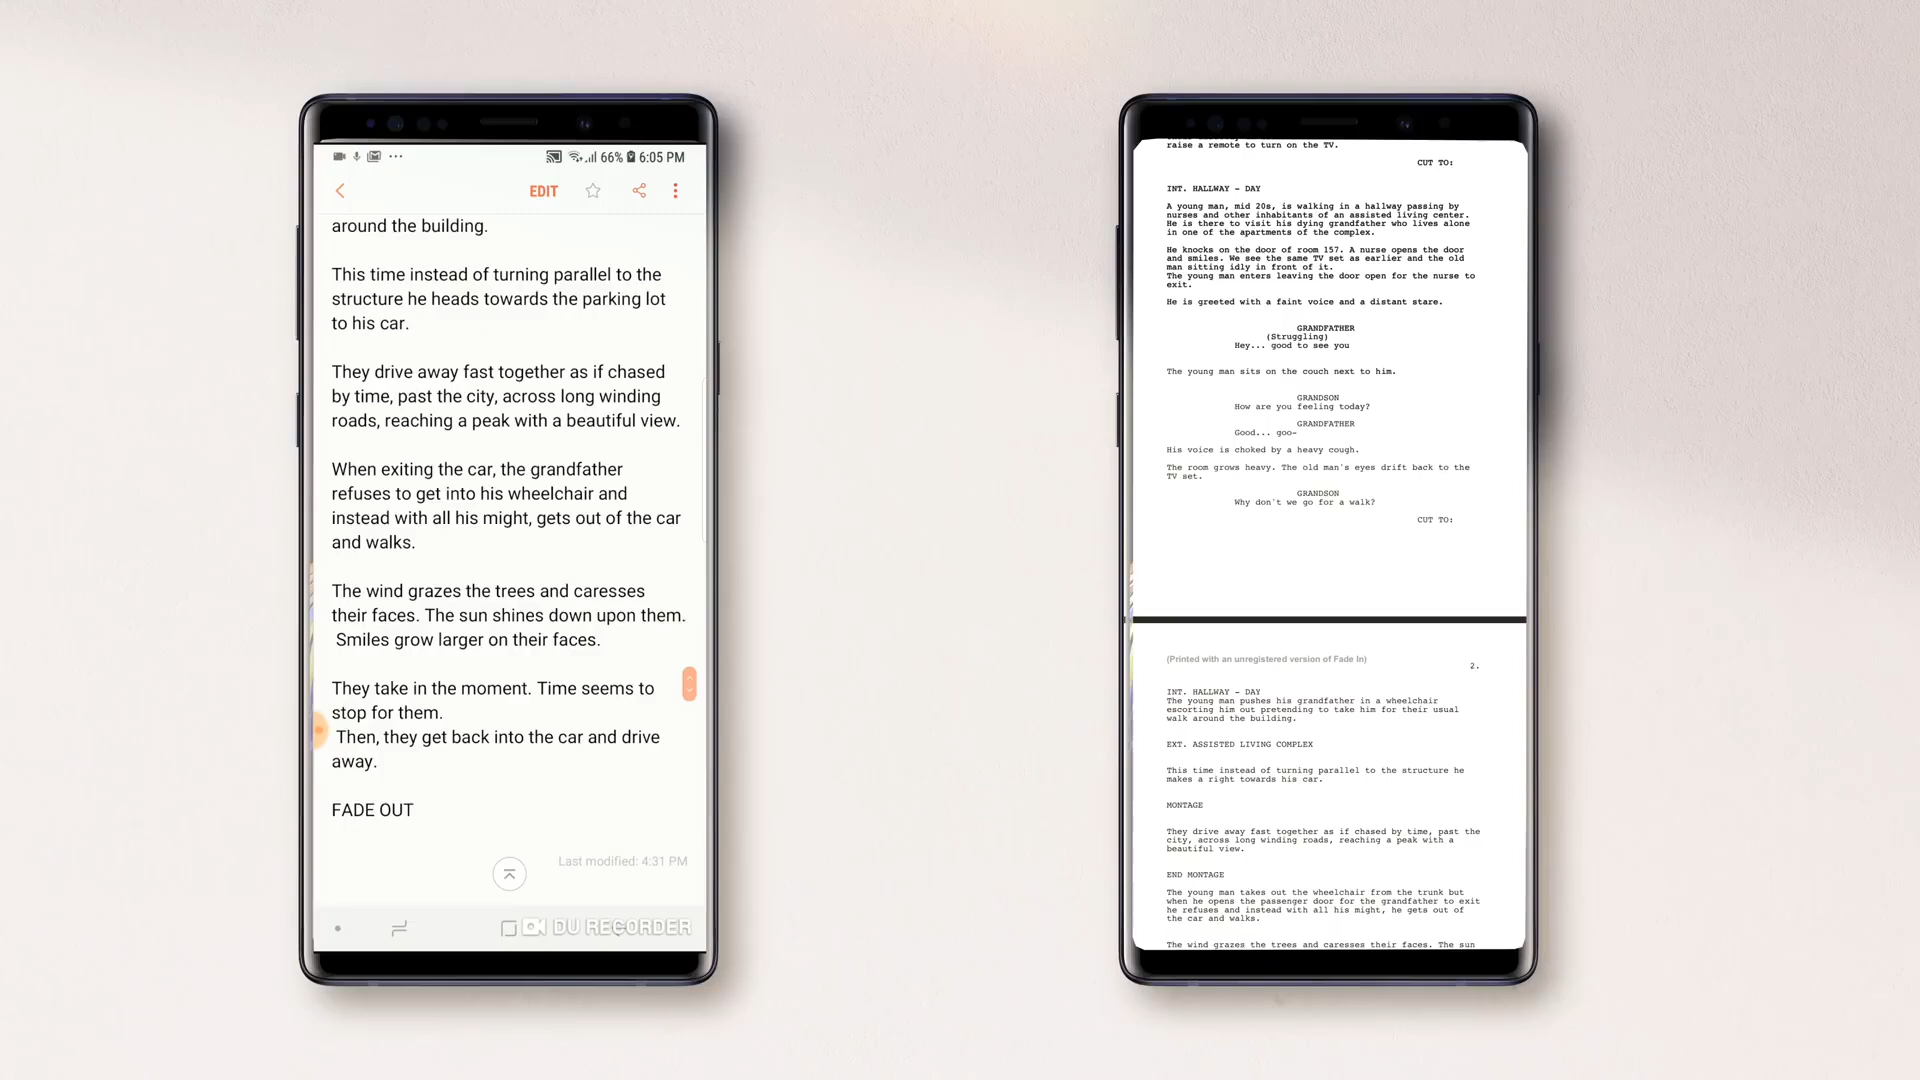 66% 6:05 PM
EDIT
around the building.
This time instead of turning parallel to the
structure he heads towards the parking lot
to his car.
They drive away fast together as if chased
by time, past the city, across long winding
roads, reaching a peak with a beautiful view.
When exiting the car, the grandfather
refuses to get into his wheelchair and
instead with all his might, gets out of the car
and walks.
The wind grazes the trees and caresses
their faces. The sun shines down upon them.
Smiles grow larger on their faces.
They take in the moment. Time seems to
stop for them.
Then, they get back into the car and drive
away.
FADE OUT
Last modified: 4:31 PM
DU RECORDER
raise a remote to turn on the TV.
CUT TO:
INT. HALLWAY - DAY
A young man, mid 20s, is walking in a hallway passing by
nurses and other inhabitants of an assisted living center.
He is there to visit his dying grandfather who lives alone
in one of the apartments of the complex.
He knocks on the door of room 157. A nurse opens the door
and smiles. We see the same TV set as earlier and the old
man sitting idly in front of it.
The young man enters leaving the door open for the nurse to
exit.
He is greeted with a faint voice and a distant stare.
GRANDFATHER
(Struggling)
Hey... good to see you
The young man sits on the couch next to him.
GRANDSON
How are you feeling today?
GRANDFATHER
Good... goo-
His voice is choked by a heavy cough.
The room grows heavy. The old man's eyes drift back to the
TV set.
GRANDSON
Why don't we go for a walk?
CUT TO:
(Printed with an unregistered version of Fade In)
2.
INT. HALLWAY - DAY
The young man pushes his grandfather in a wheelchair
escorting him out pretending to take him for their usual
walk around the building.
EXT. ASSISTED LIVING COMPLEX
This time instead of turning parallel to the structure he
makes a right towards his car.
MONTAGE
They drive away fast together as if chased by time, past the
city, across long winding roads, reaching a peak with a
beautiful view.
END MONTAGE
The young man takes out the wheelchair from the trunk but
when he opens the passenger door for the grandfather to exit
he refuses and instead with all his might, he gets out of
the car and walks.
The wind grazes the trees and caresses their faces. The sun